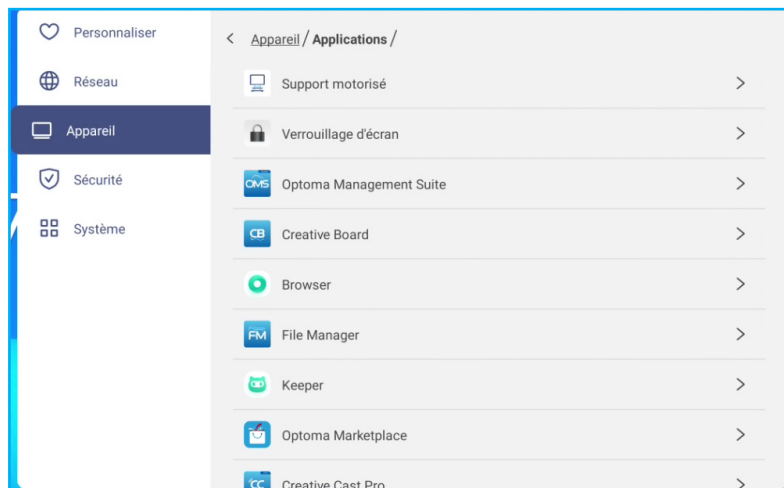 Personnaliser
Réseau
Appareil
Sécurité
Système
Appareil / Applications /
Support motorisé
Verrouillage d'écran
OMS Optoma Management Suite
CB Creative Board
Browser
FM File Manager
Keeper
Optoma Marketplace
CC Creative Cast Pro